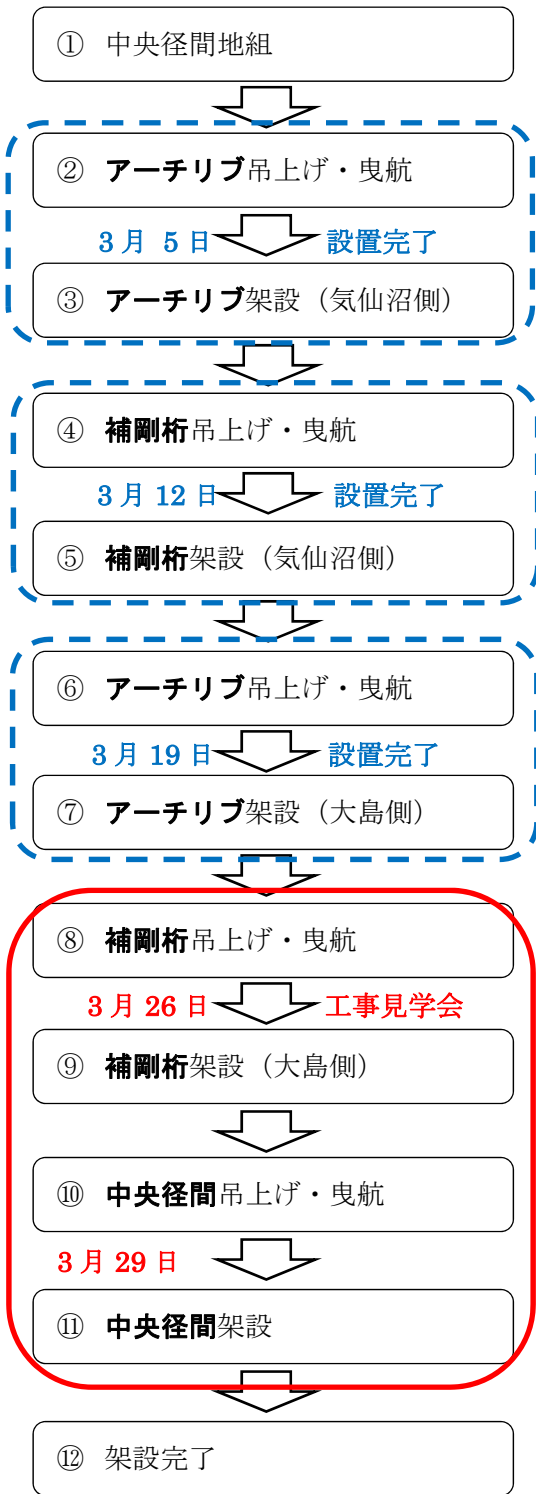 ① 中央径間地組
② アーチリブ吊上げ・曳航
3月 5日 設置完了
③ アーチリブ架設（気仙沼側）
④ 補剛桁吊上げ・曳航
3月 12日 設置完了
⑤ 補剛桁架設（気仙沼側）
⑥ アーチリブ吊上げ・曳航
3月 19日 設置完了
⑦ アーチリブ架設（大島側）
⑧ 補剛桁吊上げ・曳航
3月 26日 工事見学会
⑨ 補剛桁架設（大島側）
⑩ 中央径間吊上げ・曳航
3月 29日
⑪ 中央径間架設
⑫ 架設完了